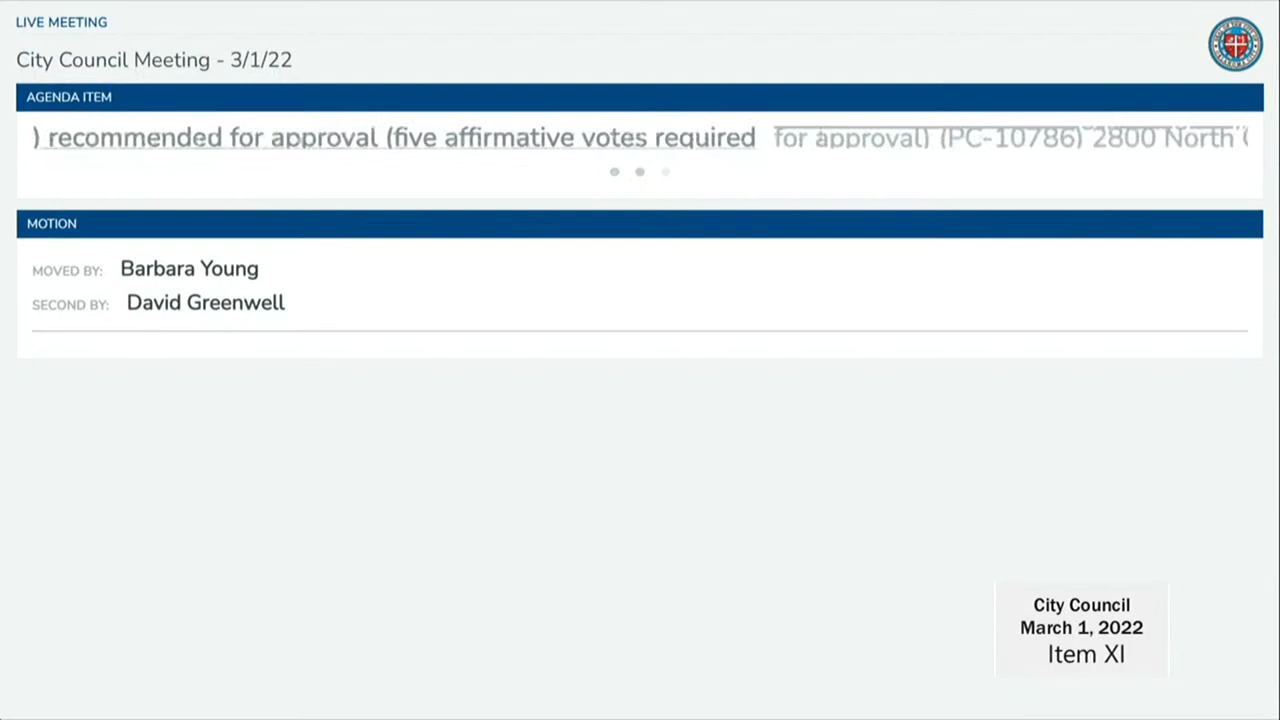 LIVE MEETING
City Council Meeting - 3/1/22
AGENDA ITEM
) recommended for approval (five affirmative votes required for approval) (PC-10786) 2800 North
MOTION
MOVED BY: Barbara Young
SECOND BY: David Greenwell
City Council
March 1, 2022
Item XI